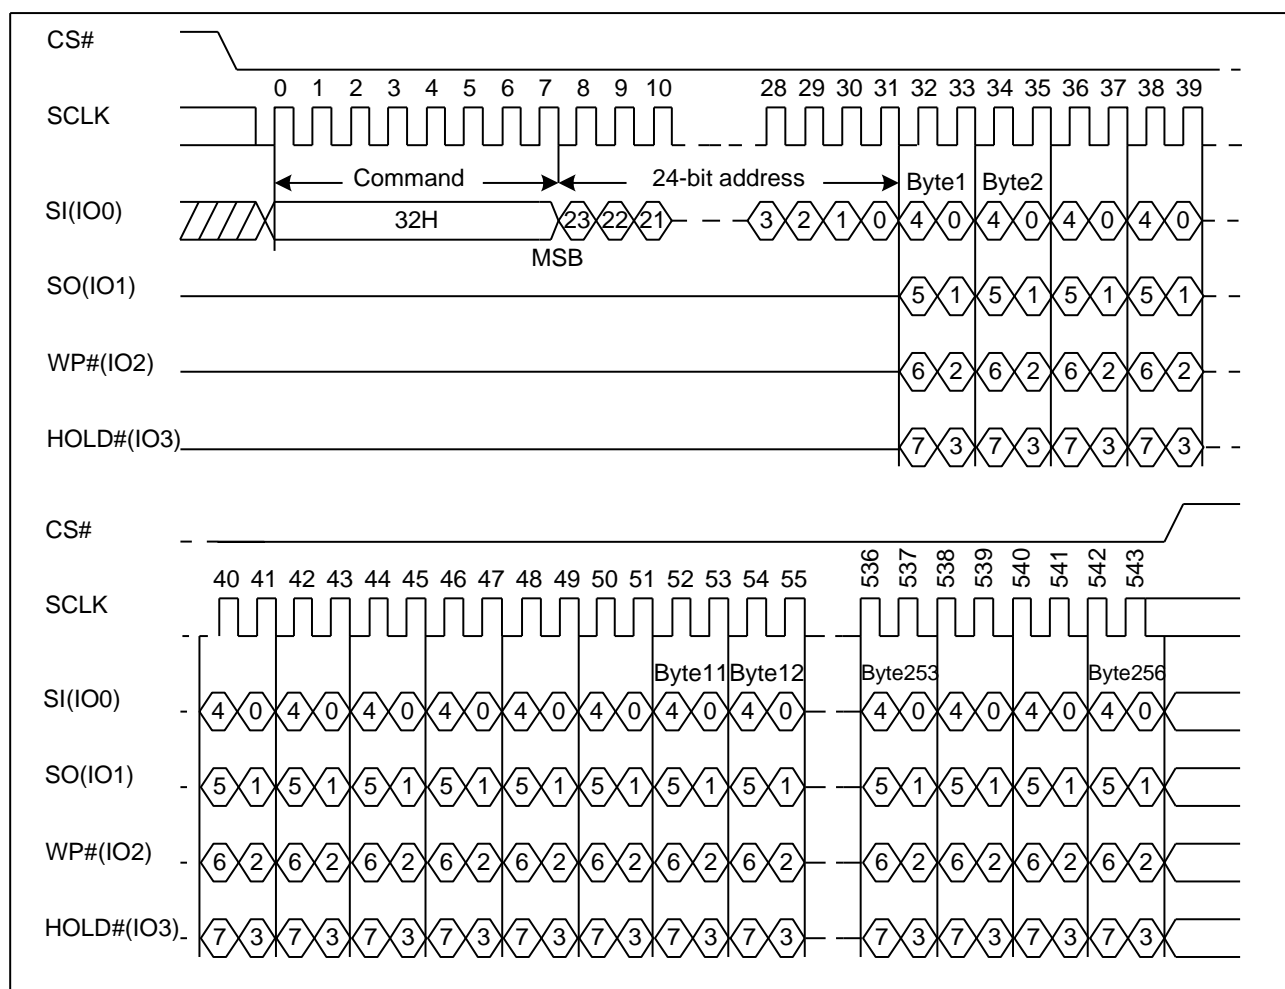 CS#
0 1 2 3 4 5 6 7 8 9 10 28 29 30 31 32 33 34 35 36 37 38 39
SCLK
Command 24-bit address Byte1 Byte2
SI(IO0) 32H 23 22 21 3 2 1 0 4 0 4 0 4 0 4 0
MSB
SO(IO1) 5 1 5 1 5 1 5 1
WP#(IO2) 6 2 6 2 6 2 6 2
HOLD#(IO3) 7 3 7 3 7 3 7 3
CS#
40 41 42 43 44 45 46 47 48 49 50 51 52 53 54 55 536 537 538 539 540 541 542 543
SCLK
Byte11 Byte12 Byte253 Byte256
SI(IO0) 4 0 4 0 4 0 4 0 4 0 4 0 4 0 4 0 4 0 4 0 4 0 4 0
SO(IO1) 5 1 5 1 5 1 5 1 5 1 5 1 5 1 5 1 5 1 5 1 5 1 5 1
WP#(IO2) 6 2 6 2 6 2 6 2 6 2 6 2 6 2 6 2 6 2 6 2 6 2 6 2
HOLD#(IO3) 7 3 7 3 7 3 7 3 7 3 7 3 7 3 7 3 7 3 7 3 7 3 7 3